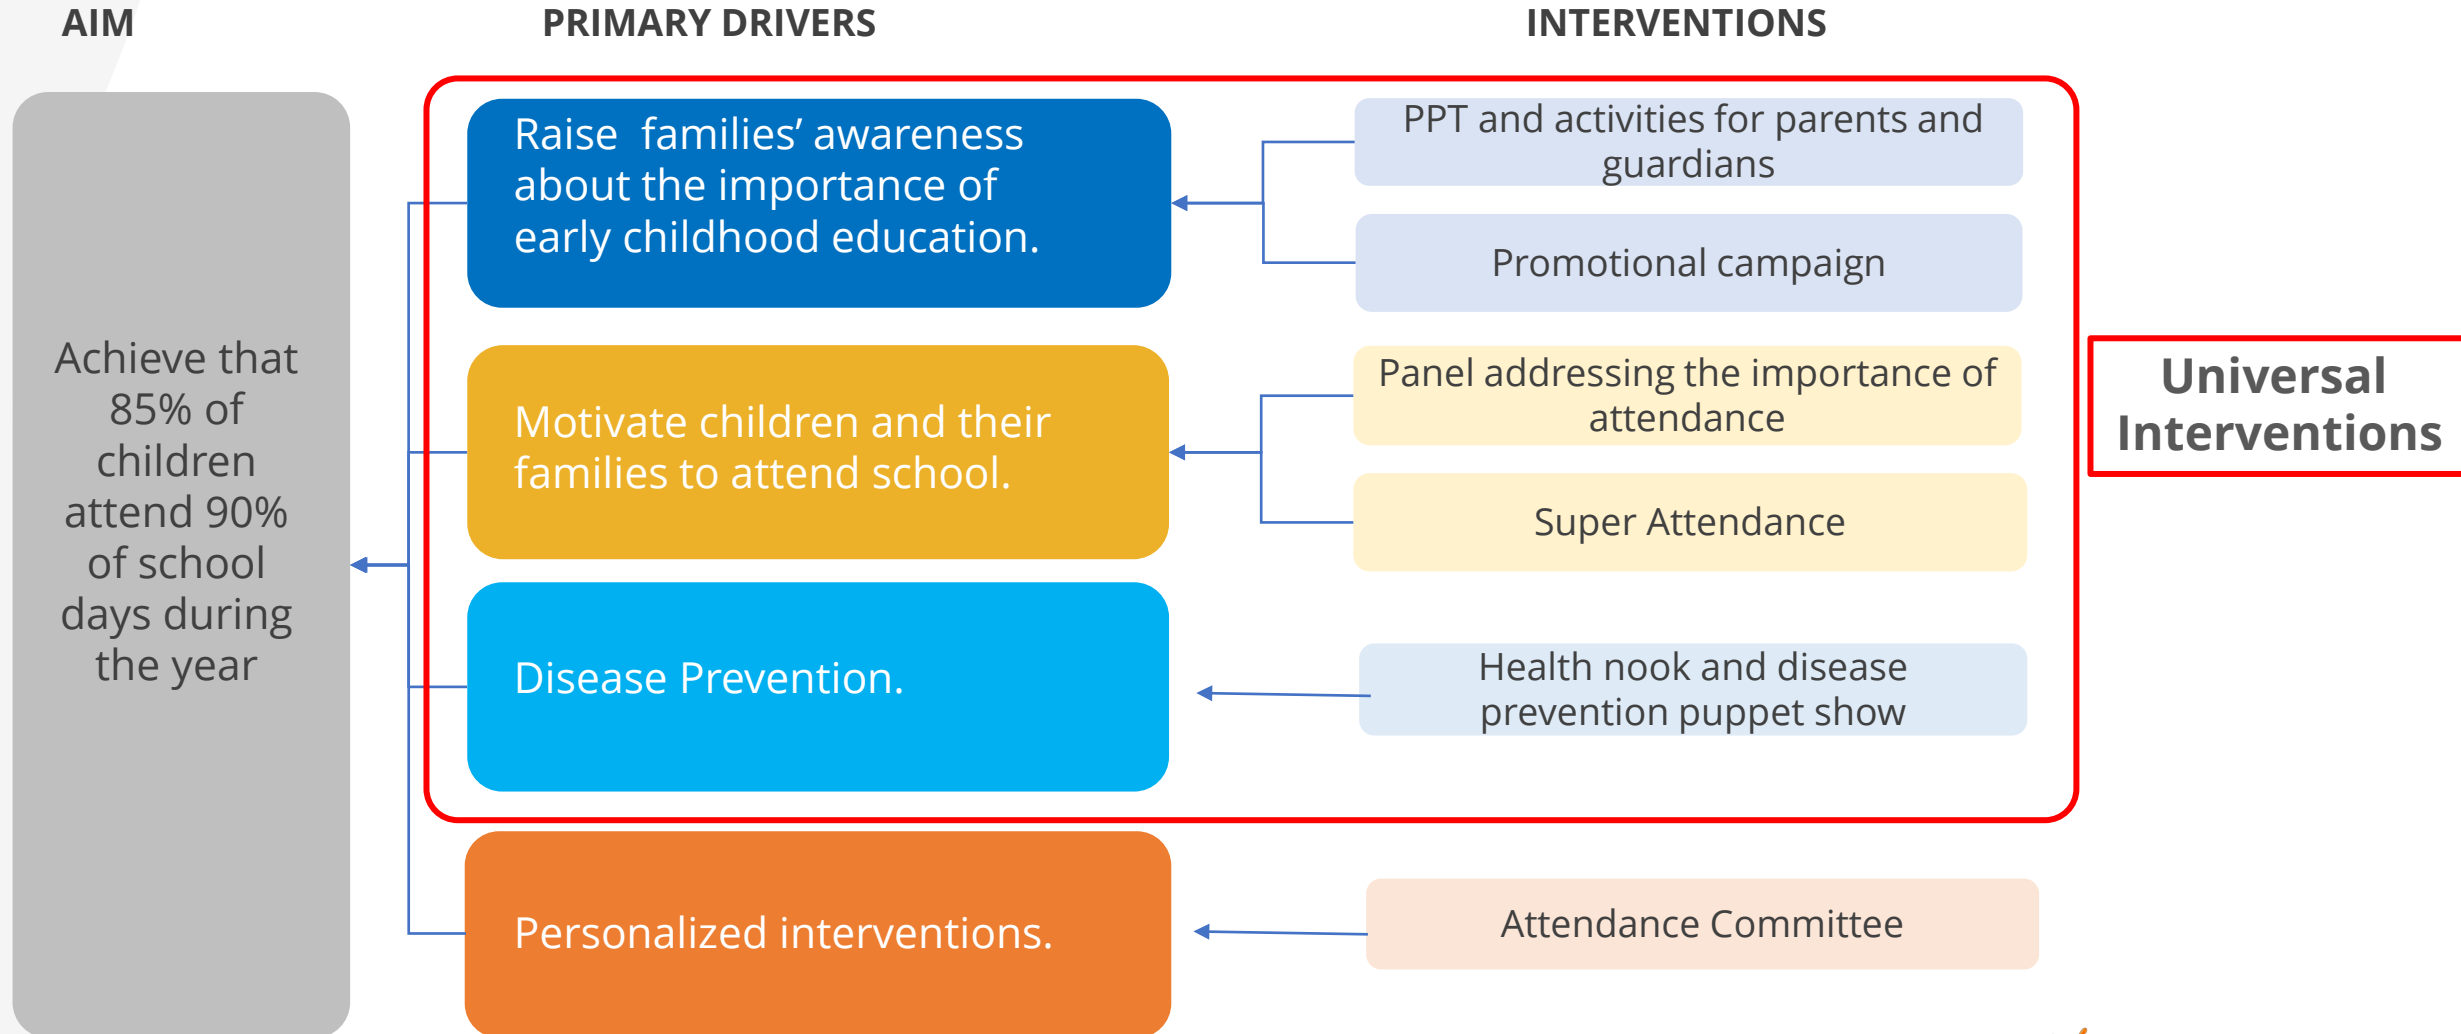 AIM
PRIMARY DRIVERS
INTERVENTIONS
Achieve that
85% of
children
attend 90%
of school
days during
the year
Raise  families’ awareness
about the importance of
early childhood education.
PPT and activities for parents and
guardians
Promotional campaign
Motivate children and their
families to attend school.
Panel addressing the importance of
attendance
Super Attendance
Disease Prevention.
Health nook and disease
prevention puppet show
Universal
Interventions
Personalized interventions.
Attendance Committee